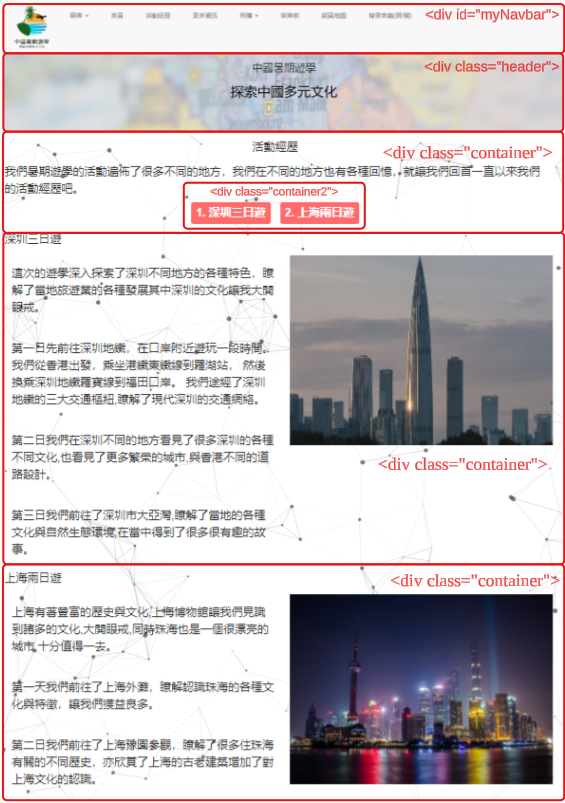 <div id="myNavbar">
首頁
活動經歷
更多資訊
<div class="header">
中國暑期遊學
探索中國多元文化
活動經歷
<div class="container">
我們暑期遊學的活動遍佈了很多不同的地方，我們在不同的地方也有各種回憶，就讓我們回首一直以來我們
的活動經歷吧。
<div class="container2">
1. 深圳三日遊 2. 上海兩日遊
深圳三日遊
這次的遊學深入探索了深圳不同地方的各種特色，瞭
解了當地旅遊業的各種發展其中深圳的文化讓我大開
眼戒。
第一日先前往深圳地鐵，在口岸附近遊玩一段時間。
我們從香港出發，乘坐港鐵東鐵線到羅湖站， 然後
換乘深圳地鐵羅寶線到福田口岸。 我們途經了深圳
地鐵的三大交通樞紐,瞭解了現代深圳的交通網絡。
第二日我們在深圳不同的地方看見了很多深圳的各種
不同文化,也看見了更多繁榮的城市,與香港不同的道
路設計。
第三日我們前往了深圳市大亞灣,瞭解了當地的各種
文化與自然生態環境,在當中得到了很多很有趣的故
事。
<div class="container">
上海兩日遊
<div class="container">
上海有著豐富的歷史與文化,上海博物館讓我們見識
到諸多的文化,大開眼戒,同時珠海也是一個很漂亮的
城市,十分值得一去。
第一天我們前往了上海外灘，瞭解認識珠海的各種文
化與特徵，讓我們獲益良多。
第二日我們前往了上海豫園參觀，瞭解了很多住珠海
有關的不同歷史，亦欣賞了上海的古老建築增加了對
上海文化的認識。